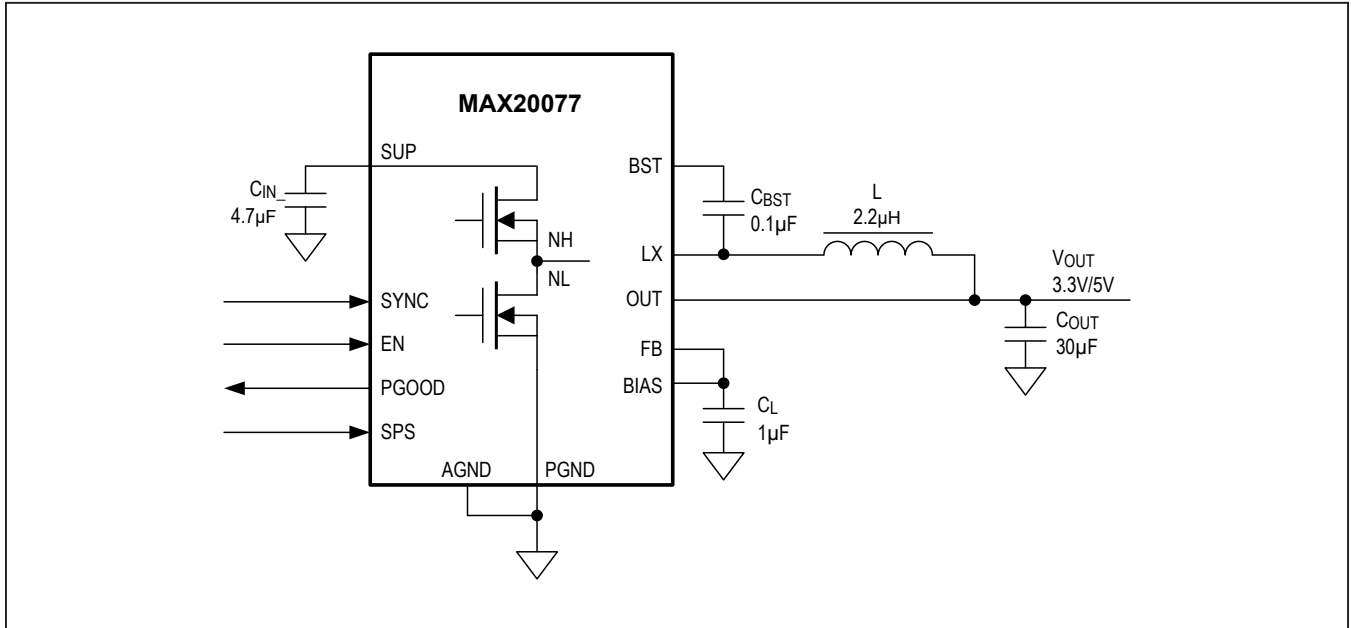 MAX20077
SUP
CIN_
4.7µF
NH
NL
SYNC
EN
PGOOD
SPS
AGND
PGND
BST
CBST
0.1µF
LX
L
2.2µH
OUT
VOUT
3.3V/5V
COUT
30µF
FB
BIAS
CL
1µF